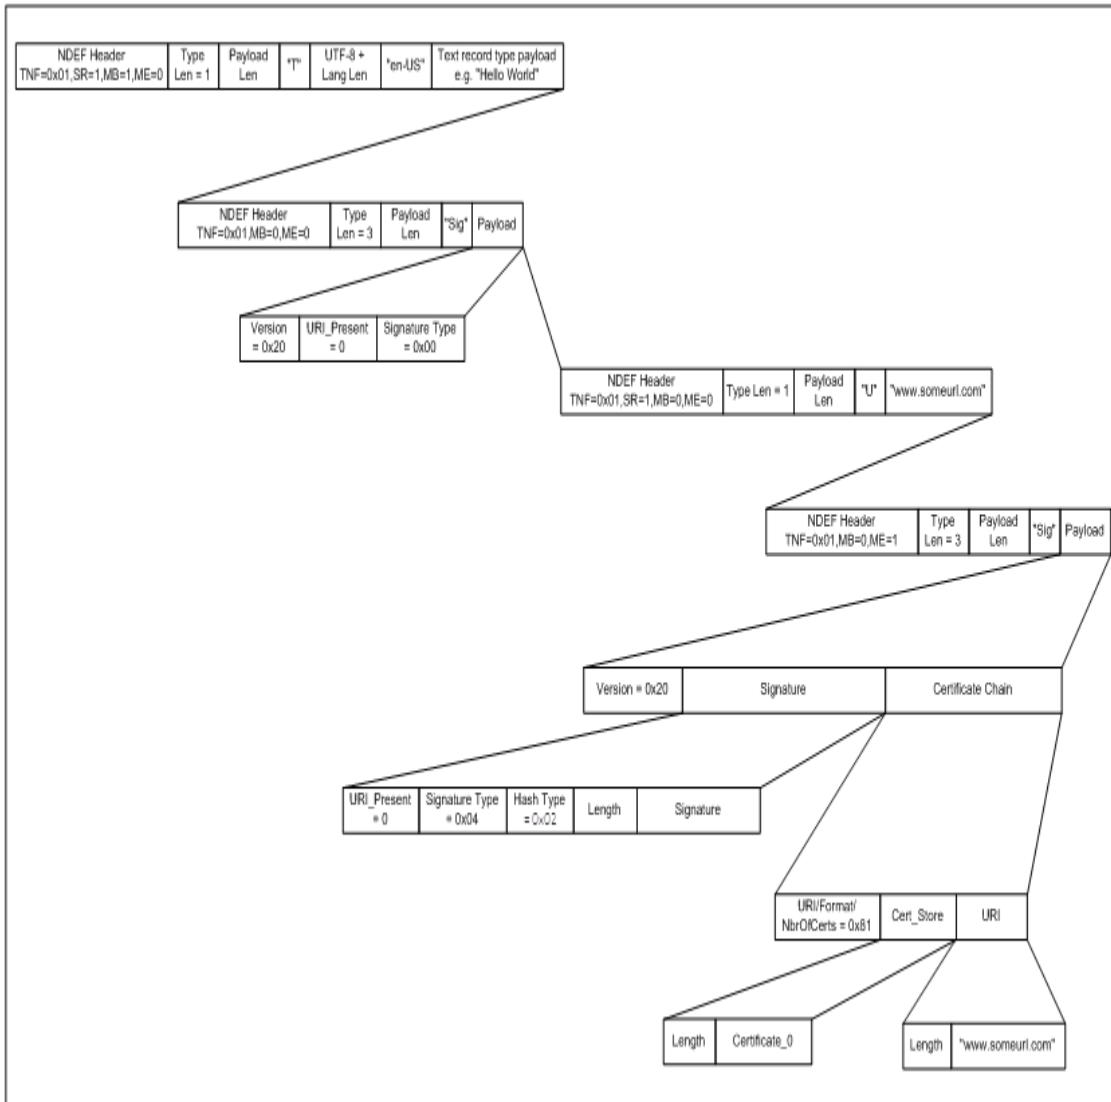 NDEF Header
TNF=0x01,SR=1,MB=1,ME=0
Type
Len = 1
Payload
Len
"T"
UTF-8 +
Lang Len
"en-US"
Text record type payload
e.g. "Hello World"
NDEF Header
TNF=0x01,MB=0,ME=0
Type
Len = 3
Payload
Len
"Sig"
Payload
Version
= 0x20
URI_Present
= 0
Signature Type
= 0x00
NDEF Header
TNF=0x01,SR=1,MB=0,ME=0
Type Len = 1
Payload
Len
"U"
"www.someurl.com"
NDEF Header
TNF=0x01,MB=0,ME=1
Type
Len = 3
Payload
Len
"Sig"
Payload
Version = 0x20
Signature
Certificate Chain
URI_Present
= 0
Signature Type
= 0x04
Hash Type
= 0x02
Length
Signature
URI/Format/
NbrOfCerts = 0x81
Cert_Store
URI
Length
Certificate_0
Length
"www.someurl.com"